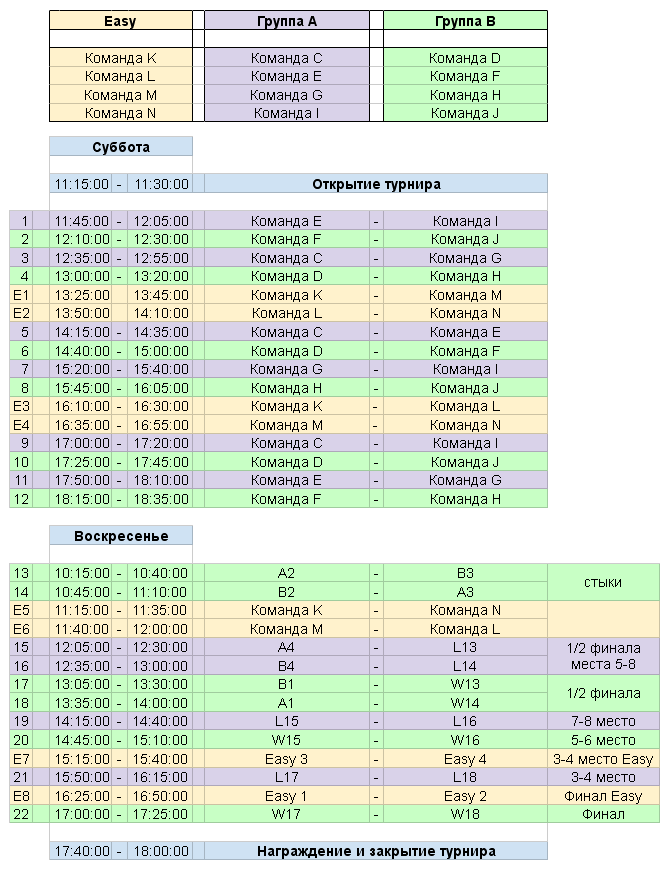 Easy Группа А Группа В
Команда K Команда C Команда D
Команда L Команда E Команда F
Команда M Команда G Команда H
Команда N Команда I Команда J
Суббота
11:15:00 - 11:30:00 Открытие турнира
1 11:45:00 - 12:05:00 Команда E - Команда I
2 12:10:00 - 12:30:00 Команда F - Команда J
3 12:35:00 - 12:55:00 Команда C - Команда G
4 13:00:00 - 13:20:00 Команда D - Команда H
E1 13:25:00 13:45:00 Команда K - Команда M
E2 13:50:00 14:10:00 Команда L - Команда N
5 14:15:00 - 14:35:00 Команда C - Команда E
6 14:40:00 - 15:00:00 Команда D - Команда F
7 15:20:00 - 15:40:00 Команда G - Команда I
8 15:45:00 - 16:05:00 Команда H - Команда J
E3 16:10:00 - 16:30:00 Команда K - Команда L
E4 16:35:00 - 16:55:00 Команда M - Команда N
9 17:00:00 - 17:20:00 Команда C - Команда I
10 17:25:00 - 17:45:00 Команда D - Команда J
11 17:50:00 - 18:10:00 Команда E - Команда G
12 18:15:00 - 18:35:00 Команда F - Команда H
Воскресенье
13 10:15:00 - 10:40:00 A2 - B3 стыки
14 10:45:00 - 11:10:00 B2 - A3
E5 11:15:00 - 11:35:00 Команда K - Команда N
E6 11:40:00 - 12:00:00 Команда M - Команда L
15 12:05:00 - 12:30:00 A4 - L13 1/2 финала
16 12:35:00 - 13:00:00 B4 - L14 места 5-8
17 13:05:00 - 13:30:00 B1 - W13 1/2 финала
18 13:35:00 - 14:00:00 A1 - W14
19 14:15:00 - 14:40:00 L15 - L16 7-8 место
20 14:45:00 - 15:10:00 W15 - W16 5-6 место
E7 15:15:00 - 15:40:00 Easy 3 - Easy 4 3-4 место Easy
21 15:50:00 - 16:15:00 L17 - L18 3-4 место
E8 16:25:00 - 16:50:00 Easy 1 - Easy 2 Финал Easy
22 17:00:00 - 17:25:00 W17 - W18 Финал
17:40:00 - 18:00:00 Награждение и закрытие турнира